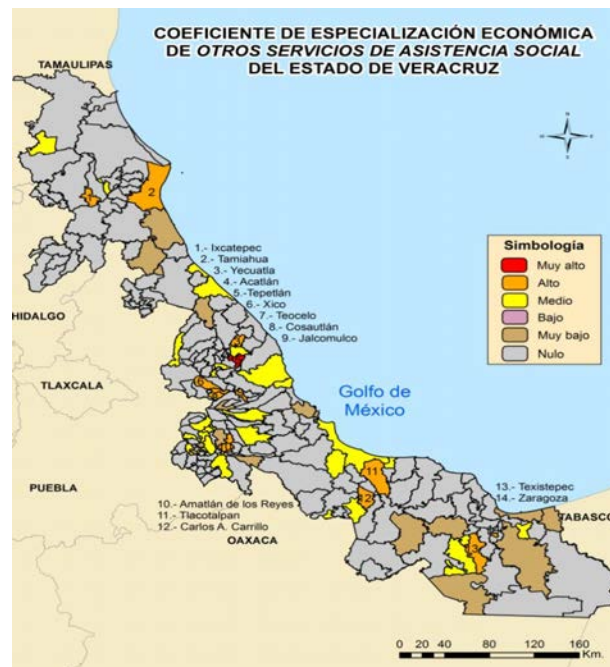 COEFICIENTE DE ESPECIALIZACIÓN ECONÓMICA
DE OTROS SERVICIOS DE ASISTENCIA SOCIAL
DEL ESTADO DE VERACRUZ
TAMAULIPAS
2
1.- Ixcatepec
2.- Tamiahua
3.- Yecuatla
4.- Acatlán
5.-Tepetlán
6.- Xico
7.- Teocelo
8.- Cosautlán
9.- Jalcomulco
Simbología
Muy alto
Alto
Medio
Bajo
Muy bajo
Nulo
HIDALGO
TLAXCALA
Golfo de
México
PUEBLA
11
13.- Texistepec
14.- Zaragoza
TABASCO
10.- Amatlán de los Reyes
11.- Tlacotalpan
12.- Carlos A. Carrillo
OAXACA
0 20 40 80 120 160
Km.